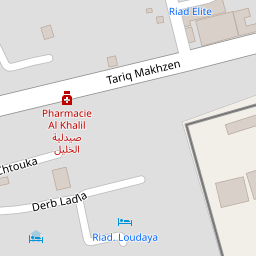 Riad Elite
Tariq Makhzen
Pharmacie
Al Khalil
صيدلية
الخليل
Chtouka
Derb Ladla
Riad. Loudaya